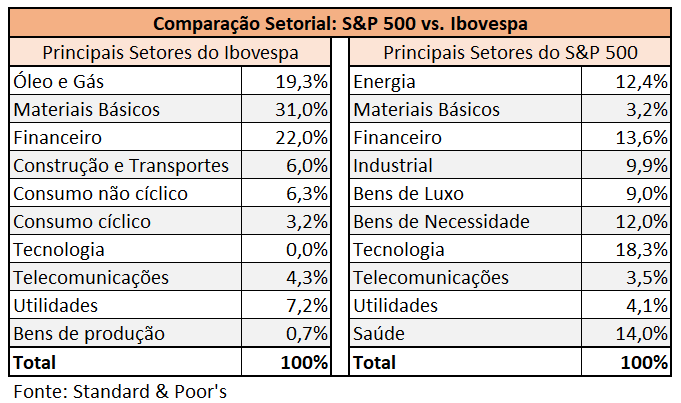 Comparação Setorial: S&P 500 vs. Ibovespa
Principais Setores do Ibovespa Principais Setores do S&P 500
Óleo e Gás 19,3% Energia 12,4%
Materiais Básicos 31,0% Materiais Básicos 3,2%
Financeiro 22,0% Financeiro 13,6%
Construção e Transportes 6,0% Industrial 9,9%
Consumo não cíclico 6,3% Bens de Luxo 9,0%
Consumo cíclico 3,2% Bens de Necessidade 12,0%
Tecnologia 0,0% Tecnologia 18,3%
Telecomunicações 4,3% Telecomunicações 3,5%
Utilidades 7,2% Utilidades 4,1%
Bens de produção 0,7% Saúde 14,0%
Total 100% Total 100%
Fonte: Standard & Poor's